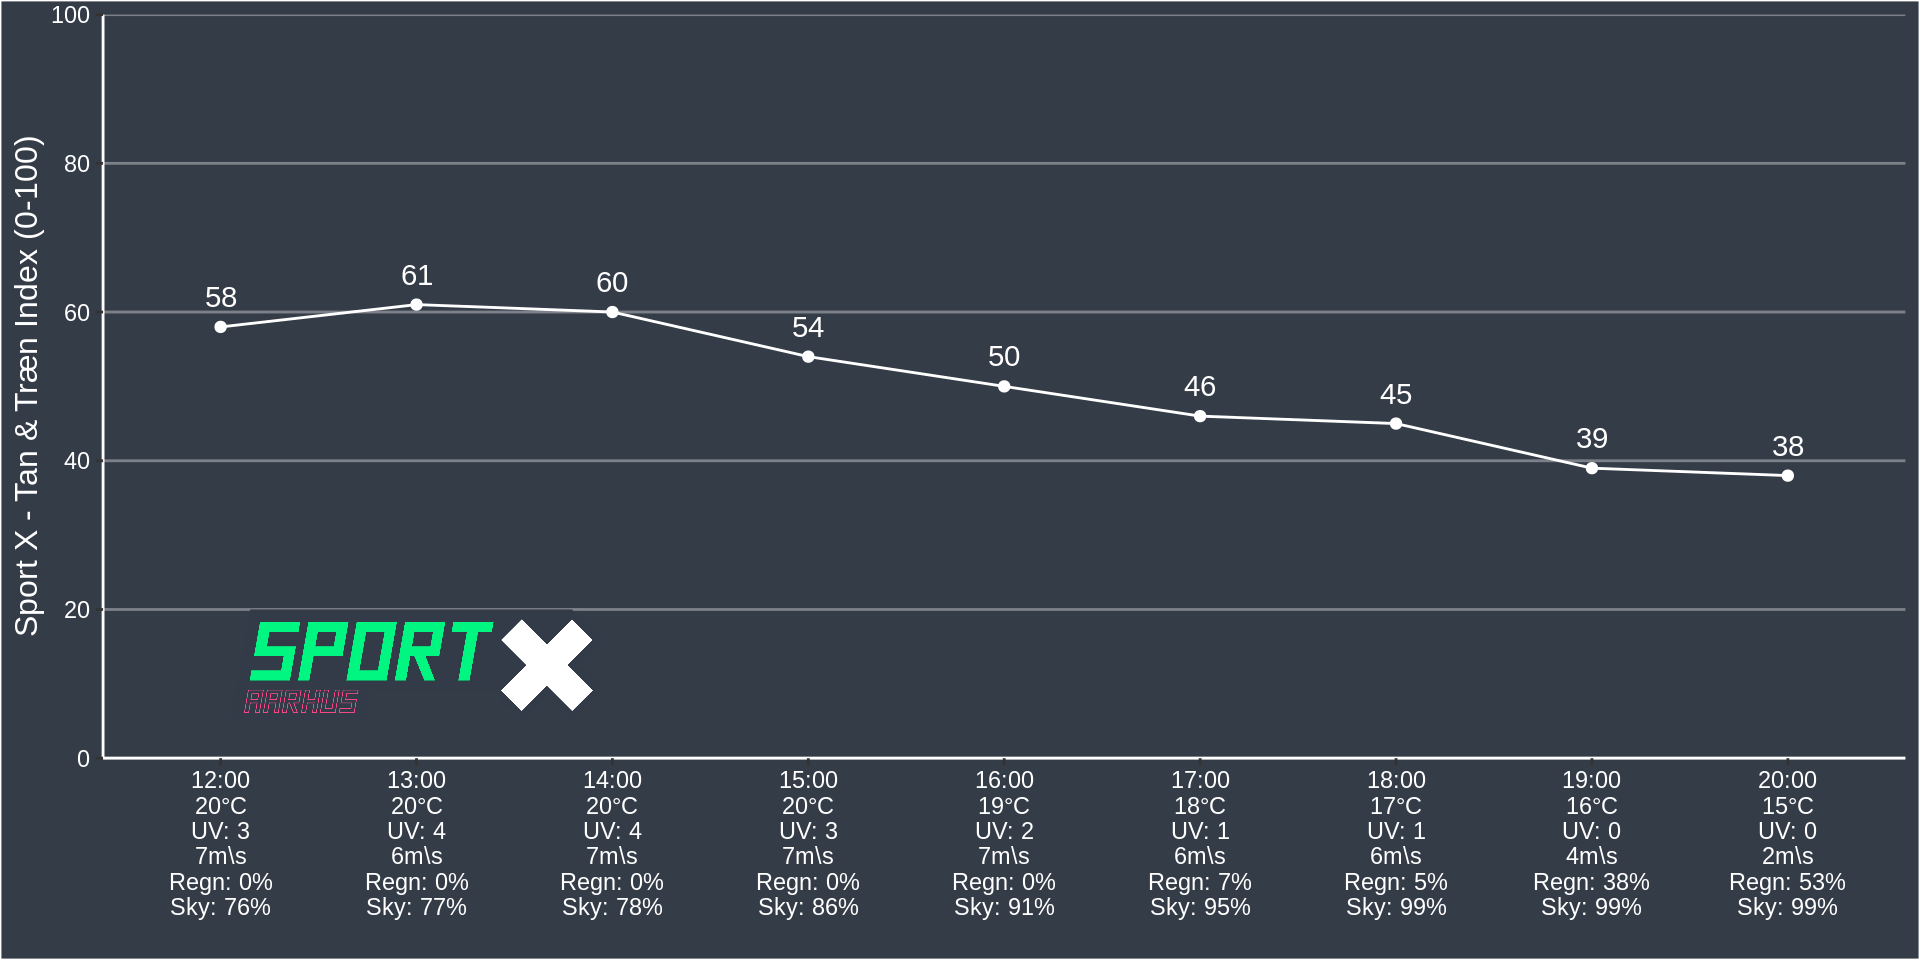 Sport X - Tan & Træn Index (0-100)
100
80
60
40
20
0
58
61
60
54
50
46
45
39
38
SPORT X
AARHUS
12:00 13:00 14:00 15:00 16:00 17:00 18:00 19:00 20:00
20°C 20°C 20°C 20°C 19°C 18°C 17°C 16°C 15°C
UV: 3 UV: 4 UV: 4 UV: 3 UV: 2 UV: 1 UV: 1 UV: 0 UV: 0
7m\s 6m\s 7m\s 7m\s 7m\s 6m\s 6m\s 4m\s 2m\s
Regn: 0% Regn: 0% Regn: 0% Regn: 0% Regn: 0% Regn: 7% Regn: 5% Regn: 38% Regn: 53%
Sky: 76% Sky: 77% Sky: 78% Sky: 86% Sky: 91% Sky: 95% Sky: 99% Sky: 99% Sky: 99%